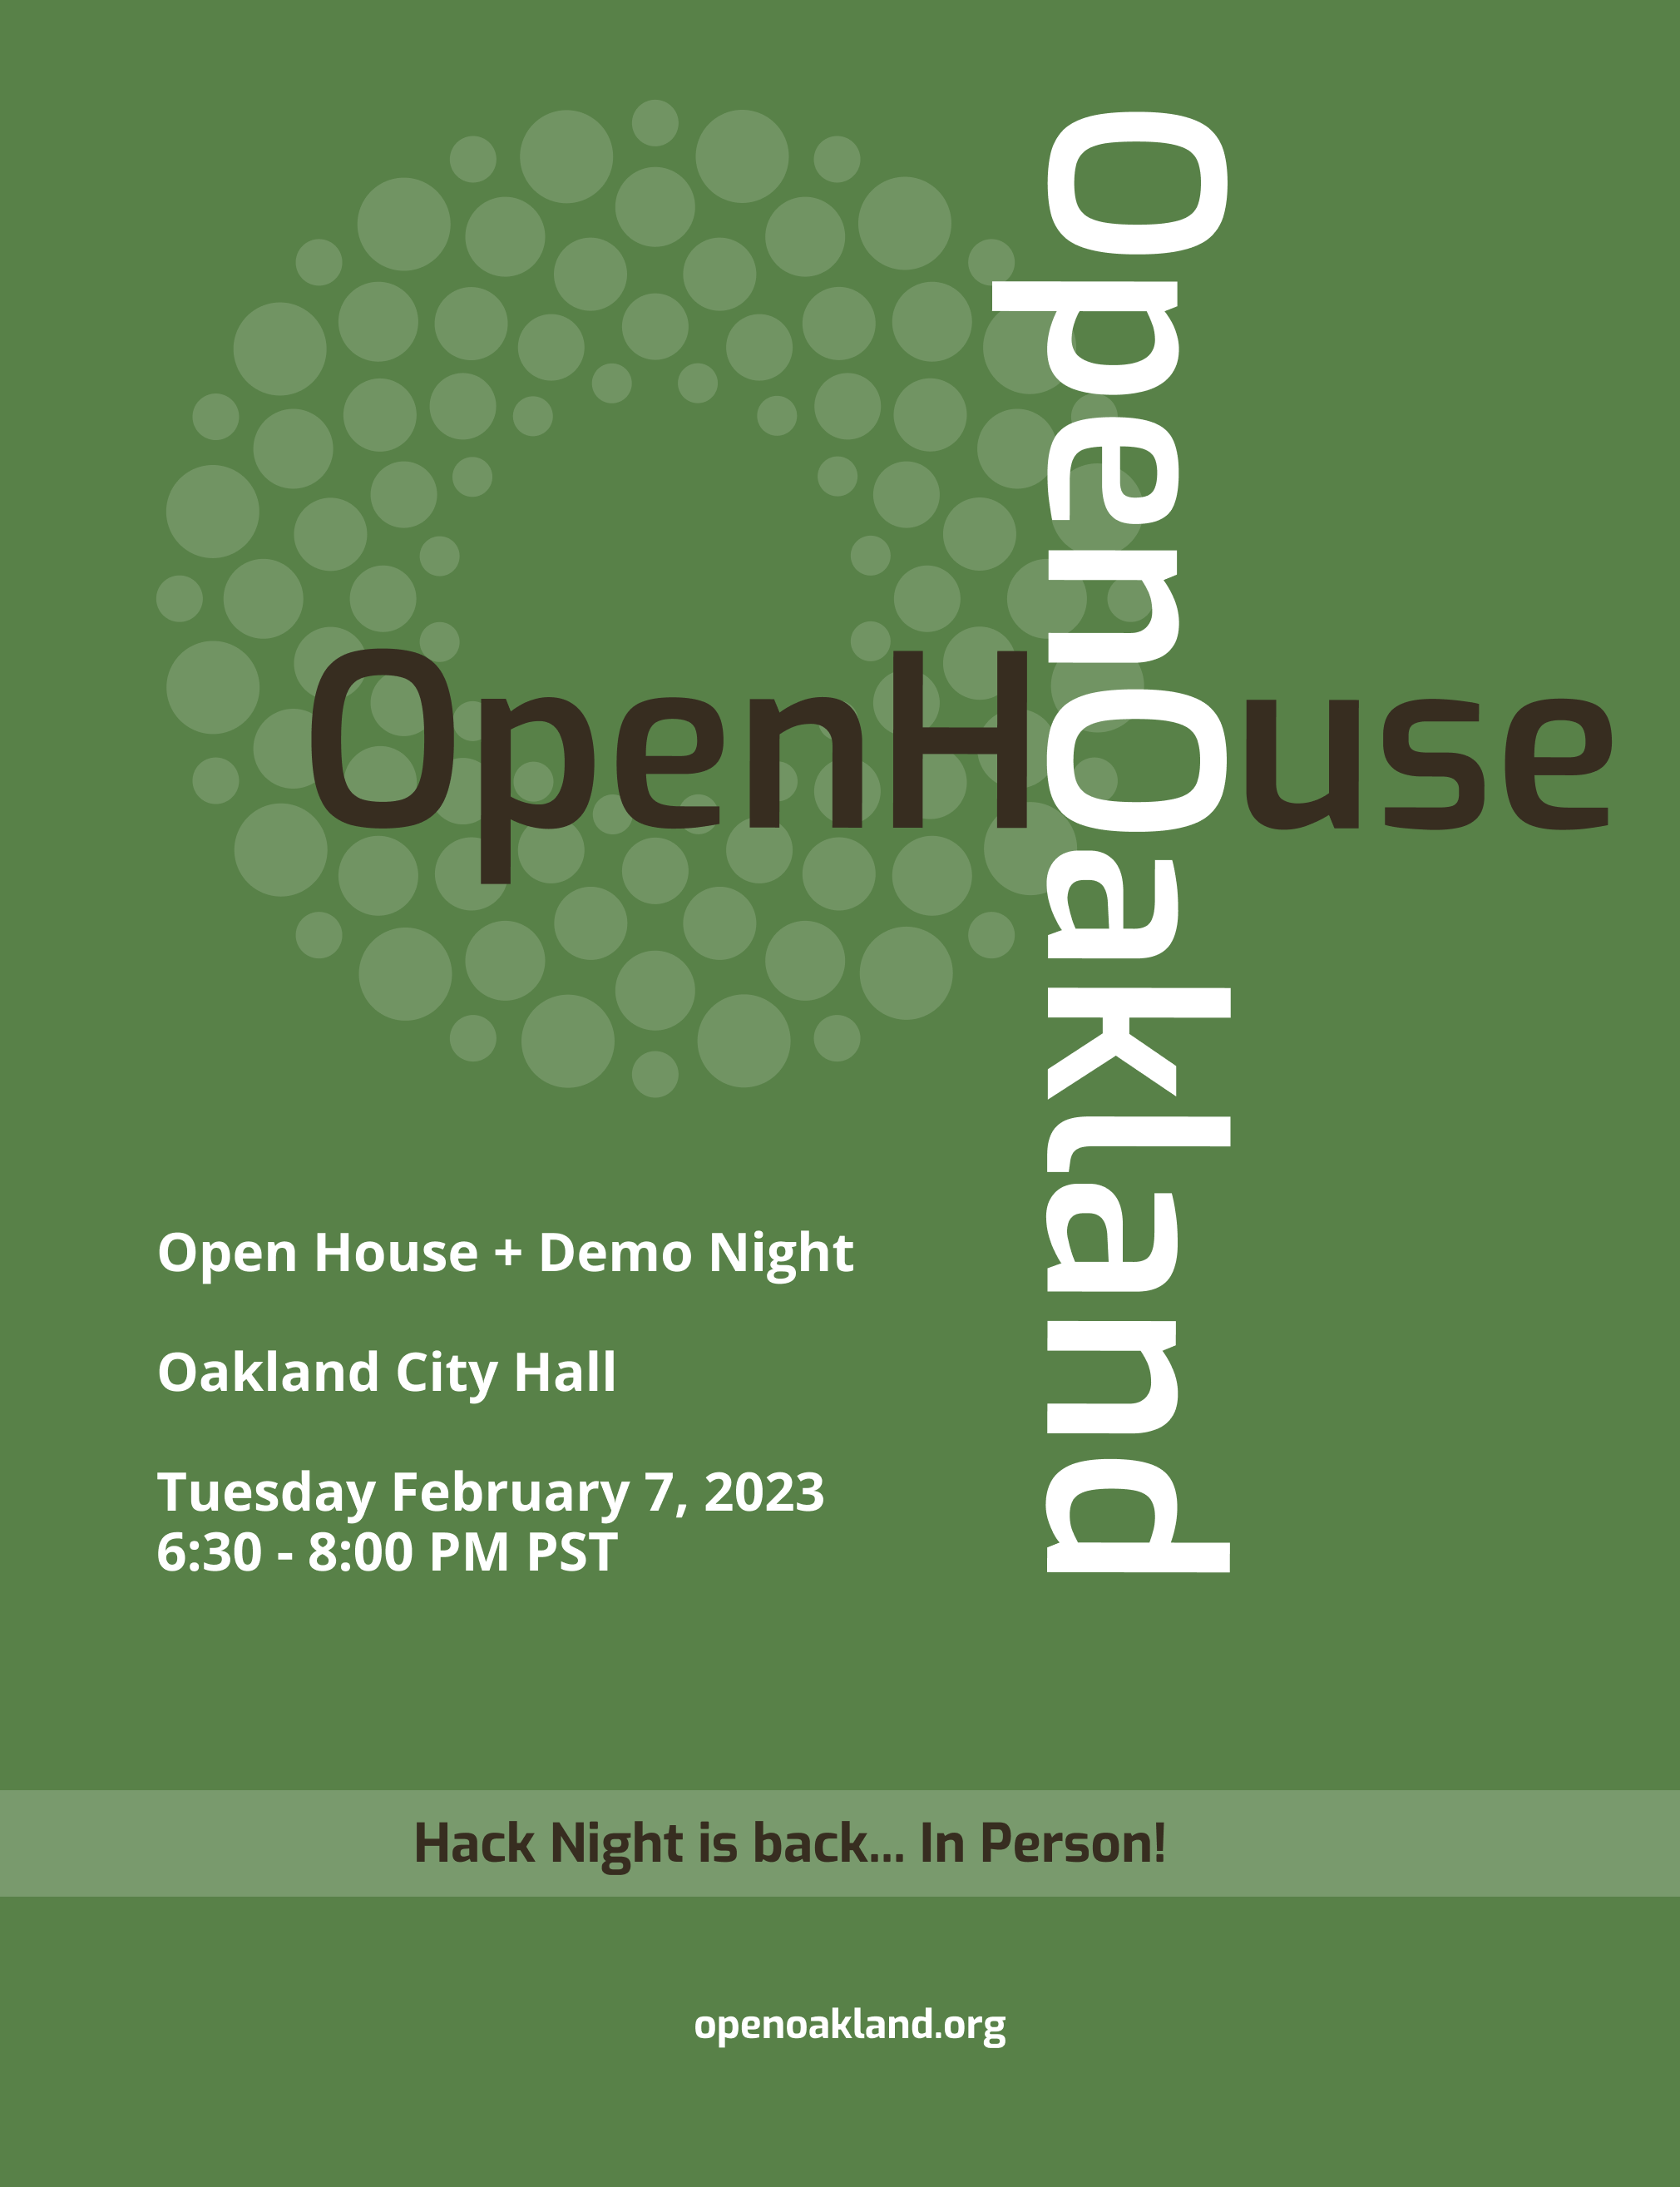 OpenOakland
OpenHouse
Open House + Demo Night
Oakland City Hall
Tuesday February 7, 2023
6:30 - 8:00 PM PST
Hack Night is back... In Person!
openoakland.org